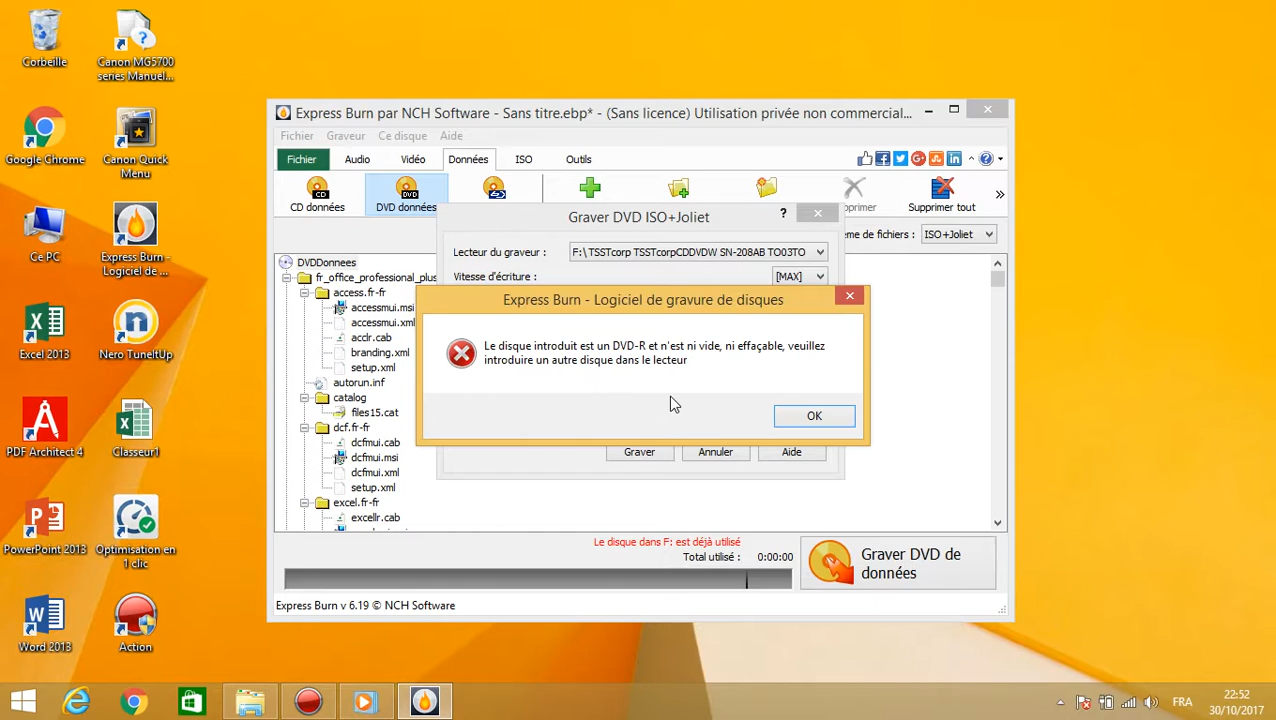 Corbeille
Canon MG5700
series Manuel...
Google Chrome
Canon Quick
Menu
Ce PC
Express Burn -
Logiciel de ...
Excel 2013
Nero TuneItUp
PDF Architect 4
Classeur1
PowerPoint 2013
Optimisation en
1 clic
Word 2013
Action
Express Burn par NCH Software - Sans titre.ebp* - (Sans licence) Utilisation privée non commercial...
Fichier Graveur Ce disque Aide
Fichier Audio Vidéo Données ISO Outils
CD données DVD données Supprimer tout
me de fichiers : ISO+Joliet
Graver DVD ISO+Joliet
Lecteur du graveur : F:\ TSSTcorp TSSTcorpCDDVDW SN-208AB TO03TO
Vitesse d'écriture : [MAX]
DVDDonnees
fr_office_professional_plus
access.fr-fr
accessmui.msi
accessmui.xml
acclr.cab
branding.xml
setup.xml
autorun.inf
catalog
files15.cat
dcf.fr-fr
dcfmui.cab
dcfmui.msi
dcfmui.xml
setup.xml
excel.fr-fr
excellr.cab
Express Burn - Logiciel de gravure de disques
Le disque introduit est un DVD-R et n'est ni vide, ni effaçable, veuillez
introduire un autre disque dans le lecteur
OK
Graver Annuler Aide
Le disque dans F: est déjà utilisé
Total utilisé : 0:00:00
Graver DVD de
données
Express Burn v 6.19 © NCH Software
FRA
22:52
30/10/2017